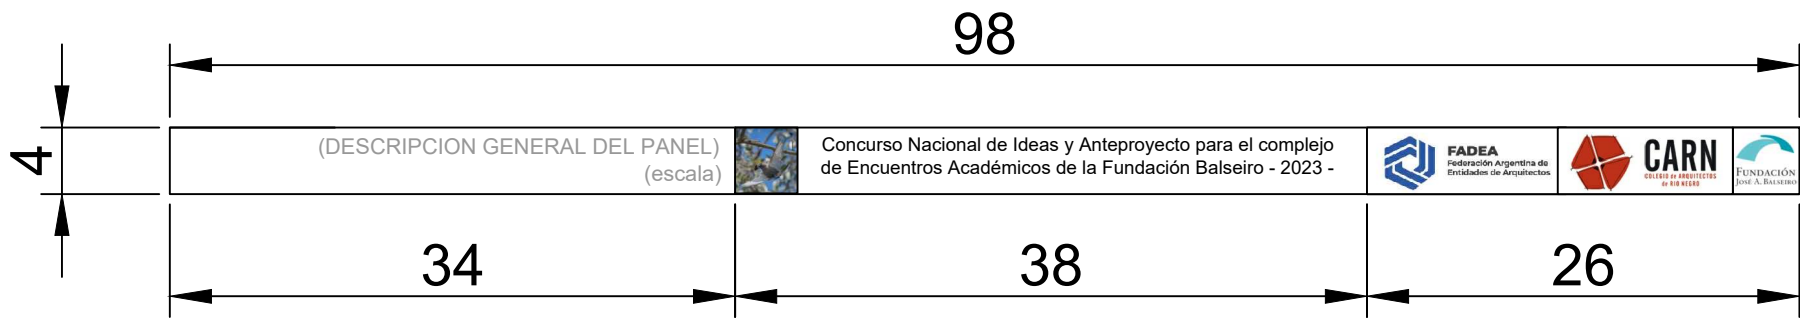 98
4
(DESCRIPCION GENERAL DEL PANEL)
(escala)
Concurso Nacional de Ideas y Anteproyecto para el complejo
de Encuentros Académicos de la Fundación Balseiro - 2023 -
FADEA
Federación Argentina de
Entidades de Arquitectos
CARN
COLEGIO de ARQUITECTOS
de RIO NEGRO
FUNDACIÓN
JOSÉ A. BALSEIRO
34
38
26